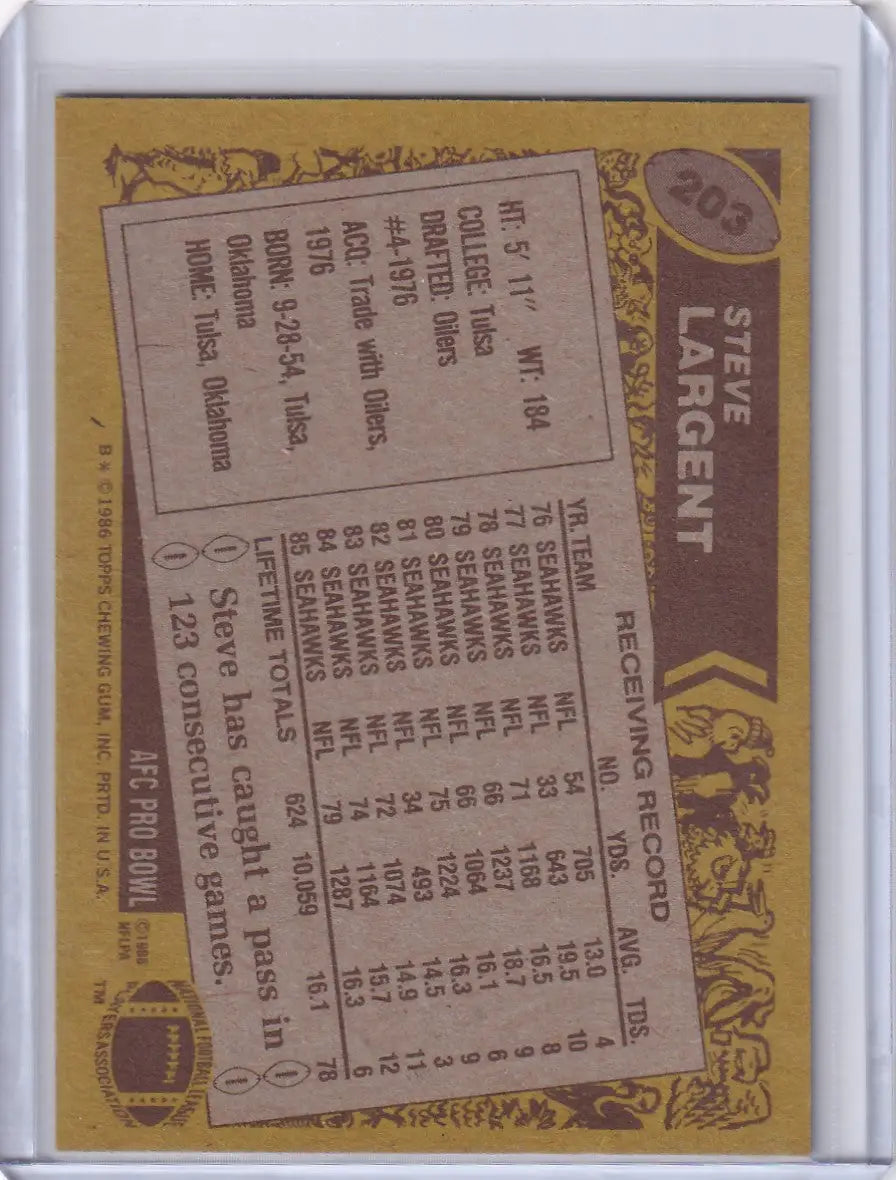 203
STEVE
LARGENT
HT: 5' 11" WT: 184
COLLEGE: Tulsa
DRAFTED: Oilers
#4-1976
ACQ: Trade with Oilers,
1976
BORN: 9-28-54, Tulsa,
Oklahoma
HOME: Tulsa, Oklahoma
RECEIVING RECORD
YR. TEAM NO. YDS. AVG. TDS.
76 SEAHAWKS NFL 54 705 13.0 4
77 SEAHAWKS NFL 33 643 19.5 10
78 SEAHAWKS NFL 71 1168 16.5 8
79 SEAHAWKS NFL 66 1237 18.7 9
80 SEAHAWKS NFL 66 1064 16.1 6
81 SEAHAWKS NFL 75 1224 16.3 9
82 SEAHAWKS NFL 34 493 14.5 3
83 SEAHAWKS NFL 72 1074 14.9 11
84 SEAHAWKS NFL 74 1164 15.7 12
85 SEAHAWKS NFL 79 1287 16.3 6
LIFETIME TOTALS 624 10,059 16.1 78
Steve has caught a pass in
123 consecutive games.
AFC PRO BOWL
©1986
NFLPA
NATIONAL FOOTBALL LEAGUE
PLAYERS ASSOCIATION
TM
B* ©1986 TOPPS CHEWING GUM, INC. PRTD. IN U.S.A.